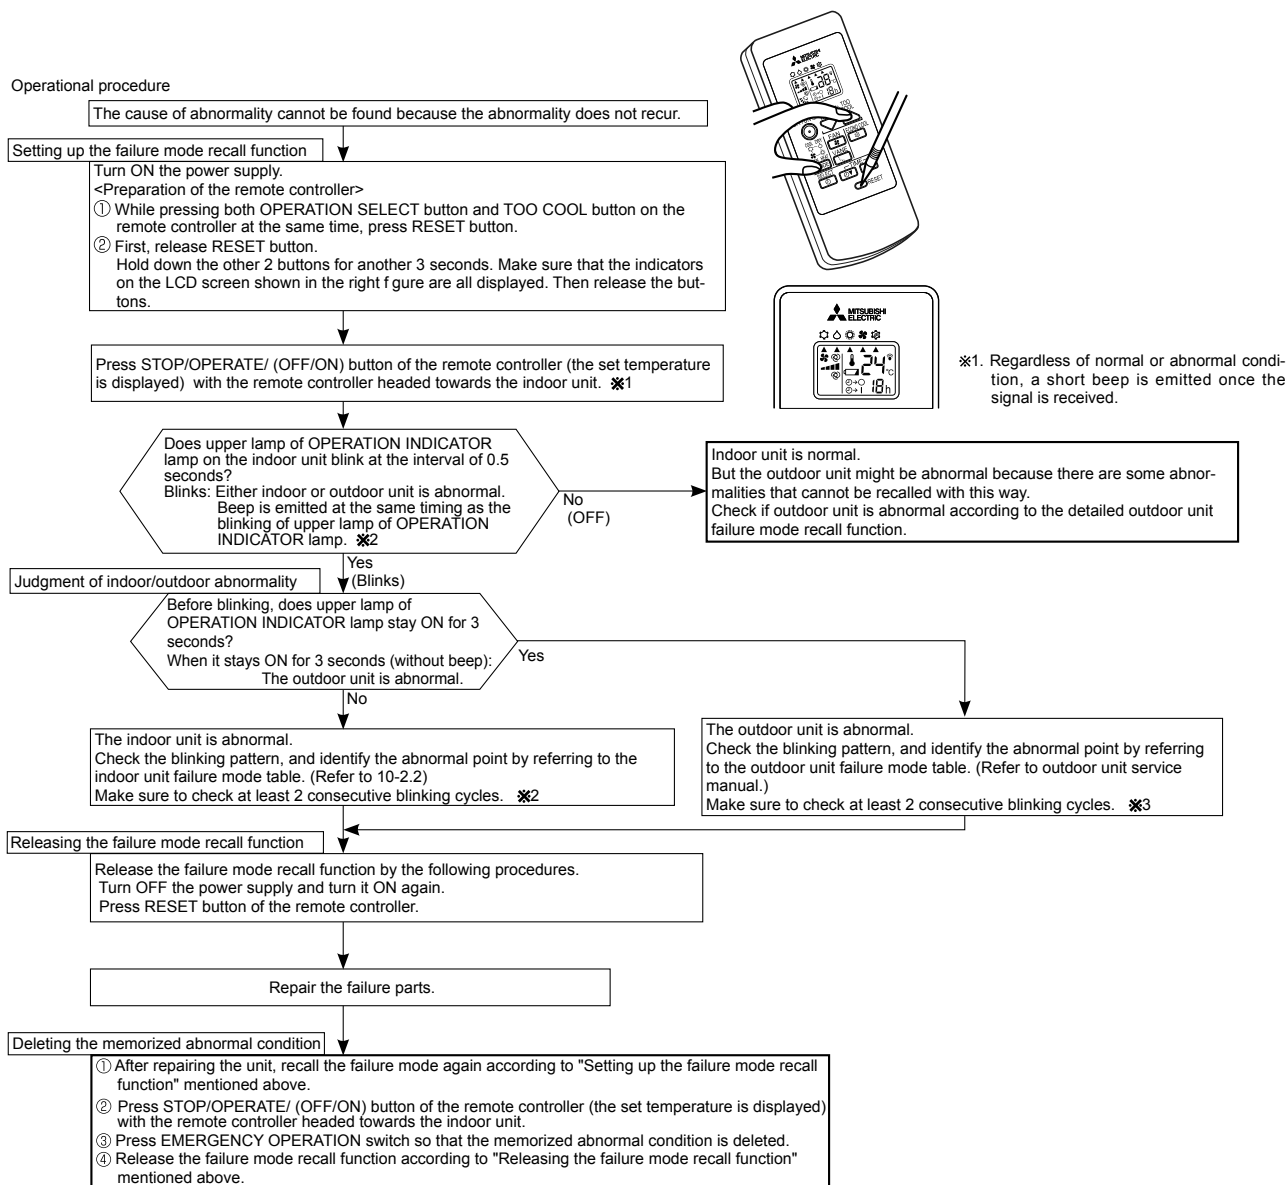 Operational procedure
The cause of abnormality cannot be found because the abnormality does not recur.
Setting up the failure mode recall function
Turn ON the power supply.
<Preparation of the remote controller>
① While pressing both OPERATION SELECT button and TOO COOL button on the
remote controller at the same time, press RESET button.
② First, release RESET button.
Hold down the other 2 buttons for another 3 seconds. Make sure that the indicators
on the LCD screen shown in the right f gure are all displayed. Then release the but-
tons.
MITSUBISHI
ELECTRIC
TOO
COOL
FAN
VANE
RESET
MITSUBISHI
ELECTRIC
24°C
18h
Press STOP/OPERATE/ (OFF/ON) button of the remote controller (the set temperature
is displayed) with the remote controller headed towards the indoor unit. ※1
※1. Regardless of normal or abnormal condi-
tion, a short beep is emitted once the
signal is received.
Does upper lamp of OPERATION INDICATOR
lamp on the indoor unit blink at the interval of 0.5
seconds?
Blinks: Either indoor or outdoor unit is abnormal.
Beep is emitted at the same timing as the
blinking of upper lamp of OPERATION
INDICATOR lamp. ※2
No
(OFF)
Indoor unit is normal.
But the outdoor unit might be abnormal because there are some abnor-
malities that cannot be recalled with this way.
Check if outdoor unit is abnormal according to the detailed outdoor unit
failure mode recall function.
Yes
(Blinks)
Judgment of indoor/outdoor abnormality
Before blinking, does upper lamp of
OPERATION INDICATOR lamp stay ON for 3
seconds?
When it stays ON for 3 seconds (without beep):
The outdoor unit is abnormal.
Yes
No
The indoor unit is abnormal.
Check the blinking pattern, and identify the abnormal point by referring to the
indoor unit failure mode table. (Refer to 10-2.2)
Make sure to check at least 2 consecutive blinking cycles. ※2
The outdoor unit is abnormal.
Check the blinking pattern, and identify the abnormal point by referring
to the outdoor unit failure mode table. (Refer to outdoor unit service
manual.)
Make sure to check at least 2 consecutive blinking cycles. ※3
Releasing the failure mode recall function
Release the failure mode recall function by the following procedures.
Turn OFF the power supply and turn it ON again.
Press RESET button of the remote controller.
Repair the failure parts.
Deleting the memorized abnormal condition
① After repairing the unit, recall the failure mode again according to "Setting up the failure mode recall
function" mentioned above.
② Press STOP/OPERATE/ (OFF/ON) button of the remote controller (the set temperature is displayed)
with the remote controller headed towards the indoor unit.
③ Press EMERGENCY OPERATION switch so that the memorized abnormal condition is deleted.
④ Release the failure mode recall function according to "Releasing the failure mode recall function"
mentioned above.